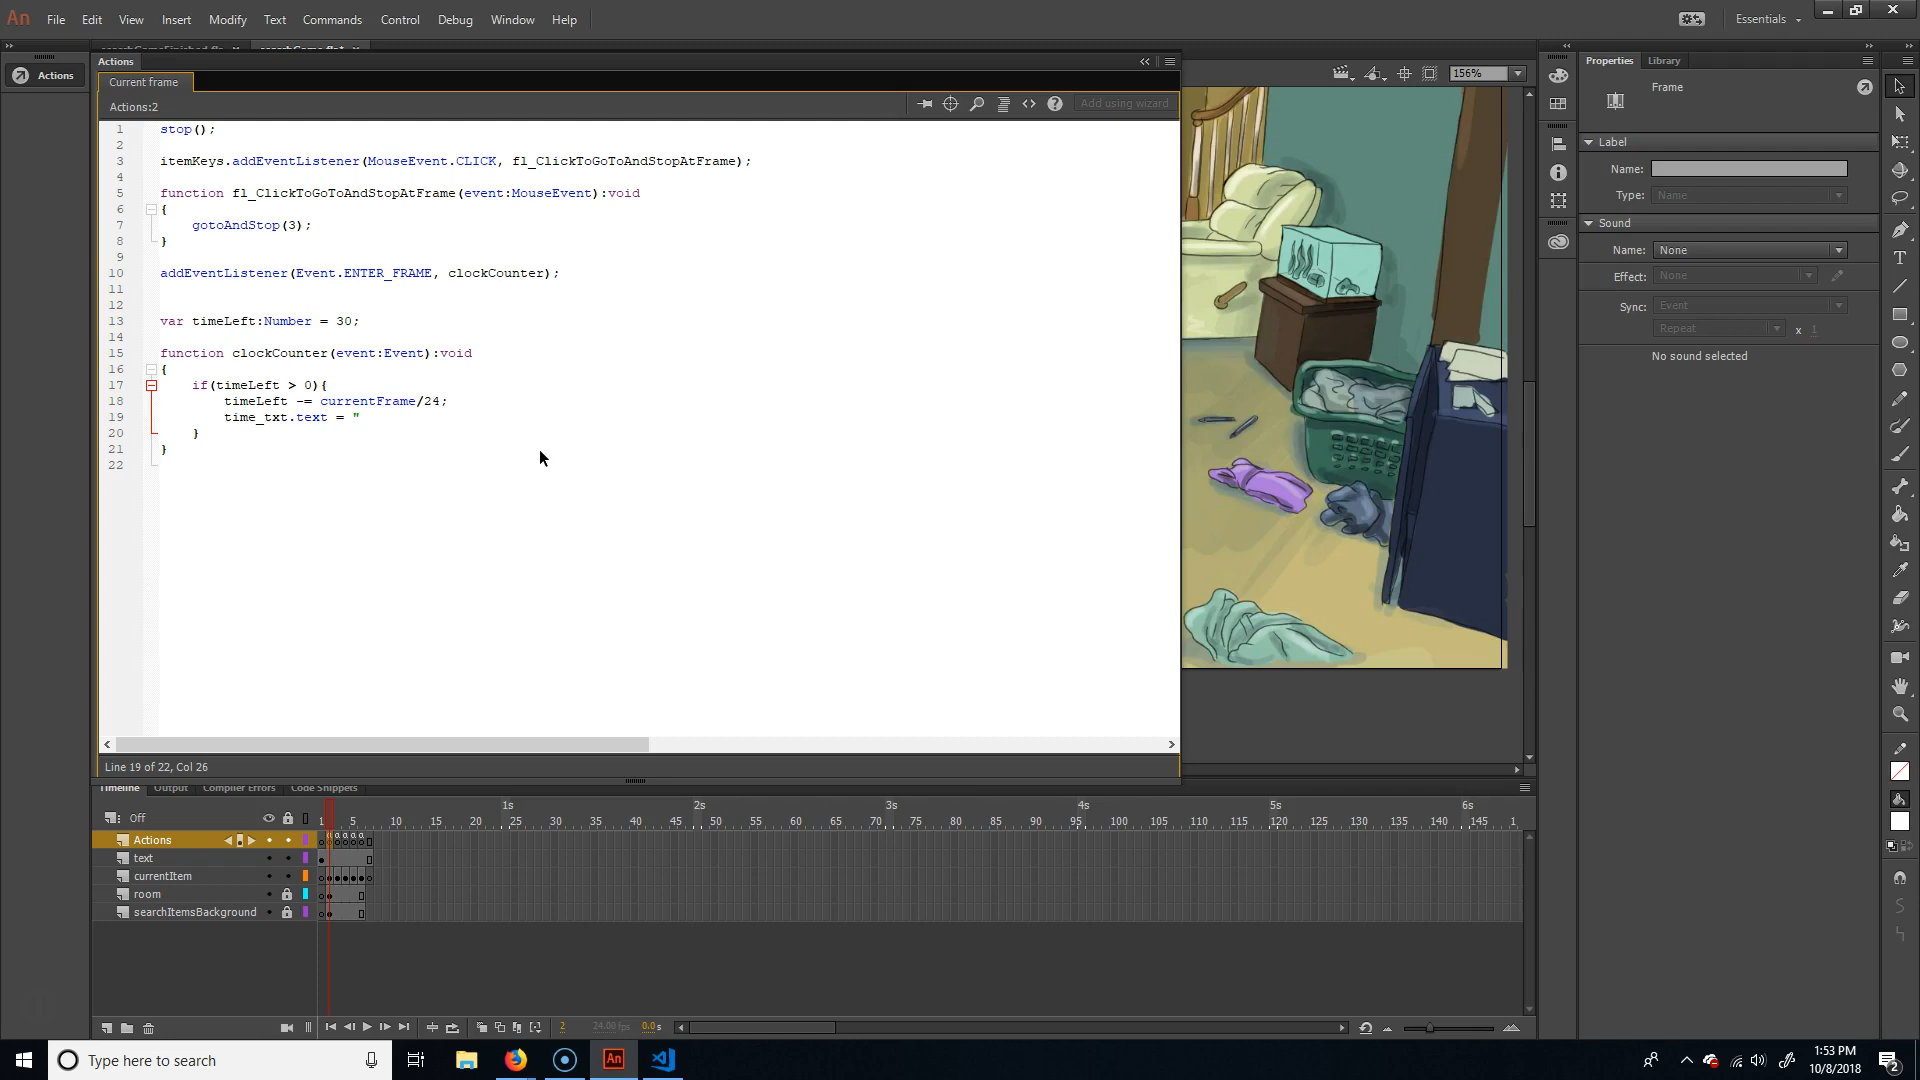 An File Edit View Insert Modify Text Commands Control Debug Window Help Essentials
Actions
Actions
Current frame
Actions:2
Add using wizard
156%
1 stop();
2
3 itemKeys.addEventListener(MouseEvent.CLICK, fl_ClickToGoToAndStopAtFrame);
4
5 function fl_ClickToGoToAndStopAtFrame(event:MouseEvent):void
6 {
7 gotoAndStop(3);
8 }
9
10 addEventListener(Event.ENTER_FRAME, clockCounter);
11
12
13 var timeLeft:Number = 30;
14
15 function clockCounter(event:Event):void
16 {
17 if(timeLeft > 0){
18 timeLeft -= currentFrame/24;
19 time_txt.text = "
20 }
21 }
22
Line 19 of 22, Col 26
Properties Library
Frame
Label
Name:
Type: Name
Sound
Name: None
Effect: None
Sync: Event
Repeat x 1
No sound selected
Timeline Output Compiler Errors Code Snippets
Off
1s 2s 3s 4s 5s 6s
1 5 10 15 20 25 30 35 40 45 50 55 60 65 70 75 80 85 90 95 100 105 110 115 120 125 130 135 140 145 1
Actions
text
currentItem
room
searchItemsBackground
2 24.00 fps 0.0 s
Type here to search
An
1:53 PM
10/8/2018
2